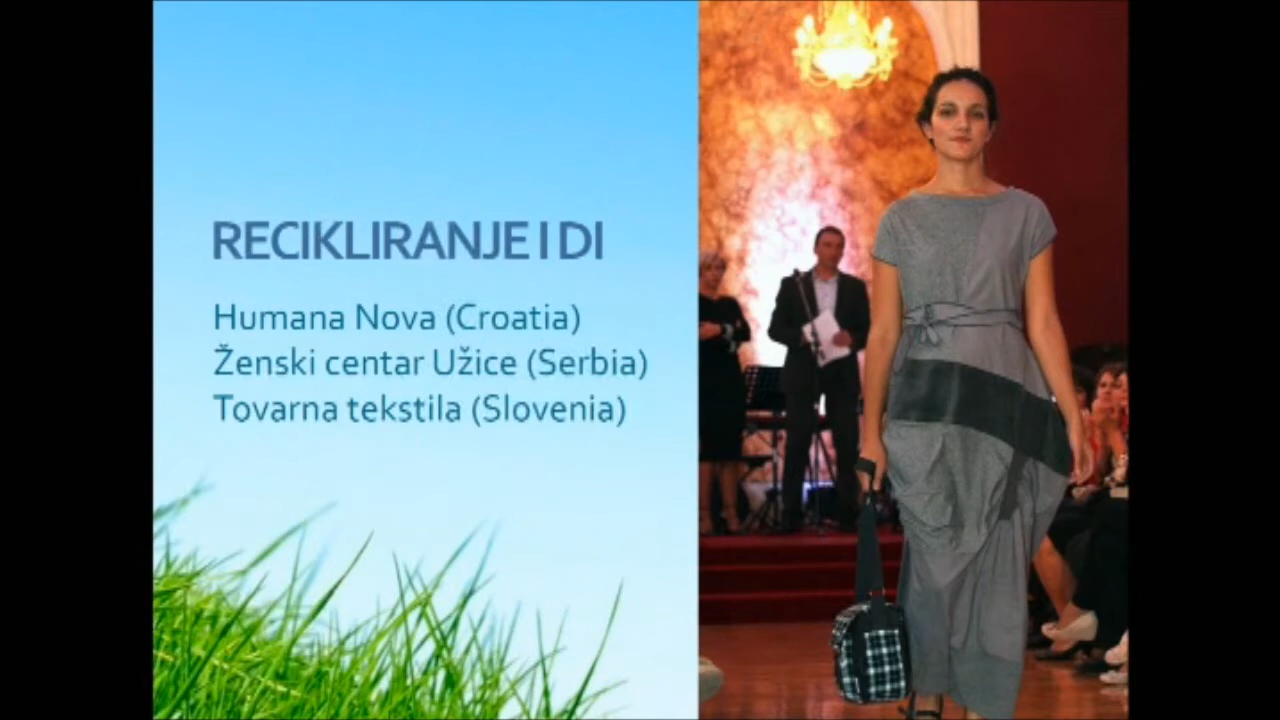 RECIKLIRANJE I DI
Humana Nova (Croatia)
Ženski centar Užice (Serbia)
Tovarna tekstila (Slovenia)